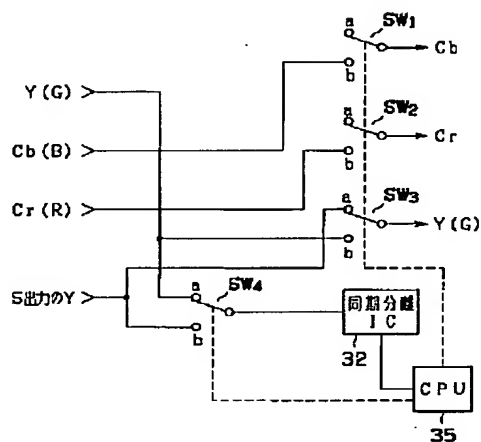 a
SW1
Cb
b
Y(G)
a
SW2
Cb(B)
Cr
b
Cr(R)
a
SW3
Y(G)
b
S出力のY
a
SW4
b
同期分離
IC
32
CPU
35